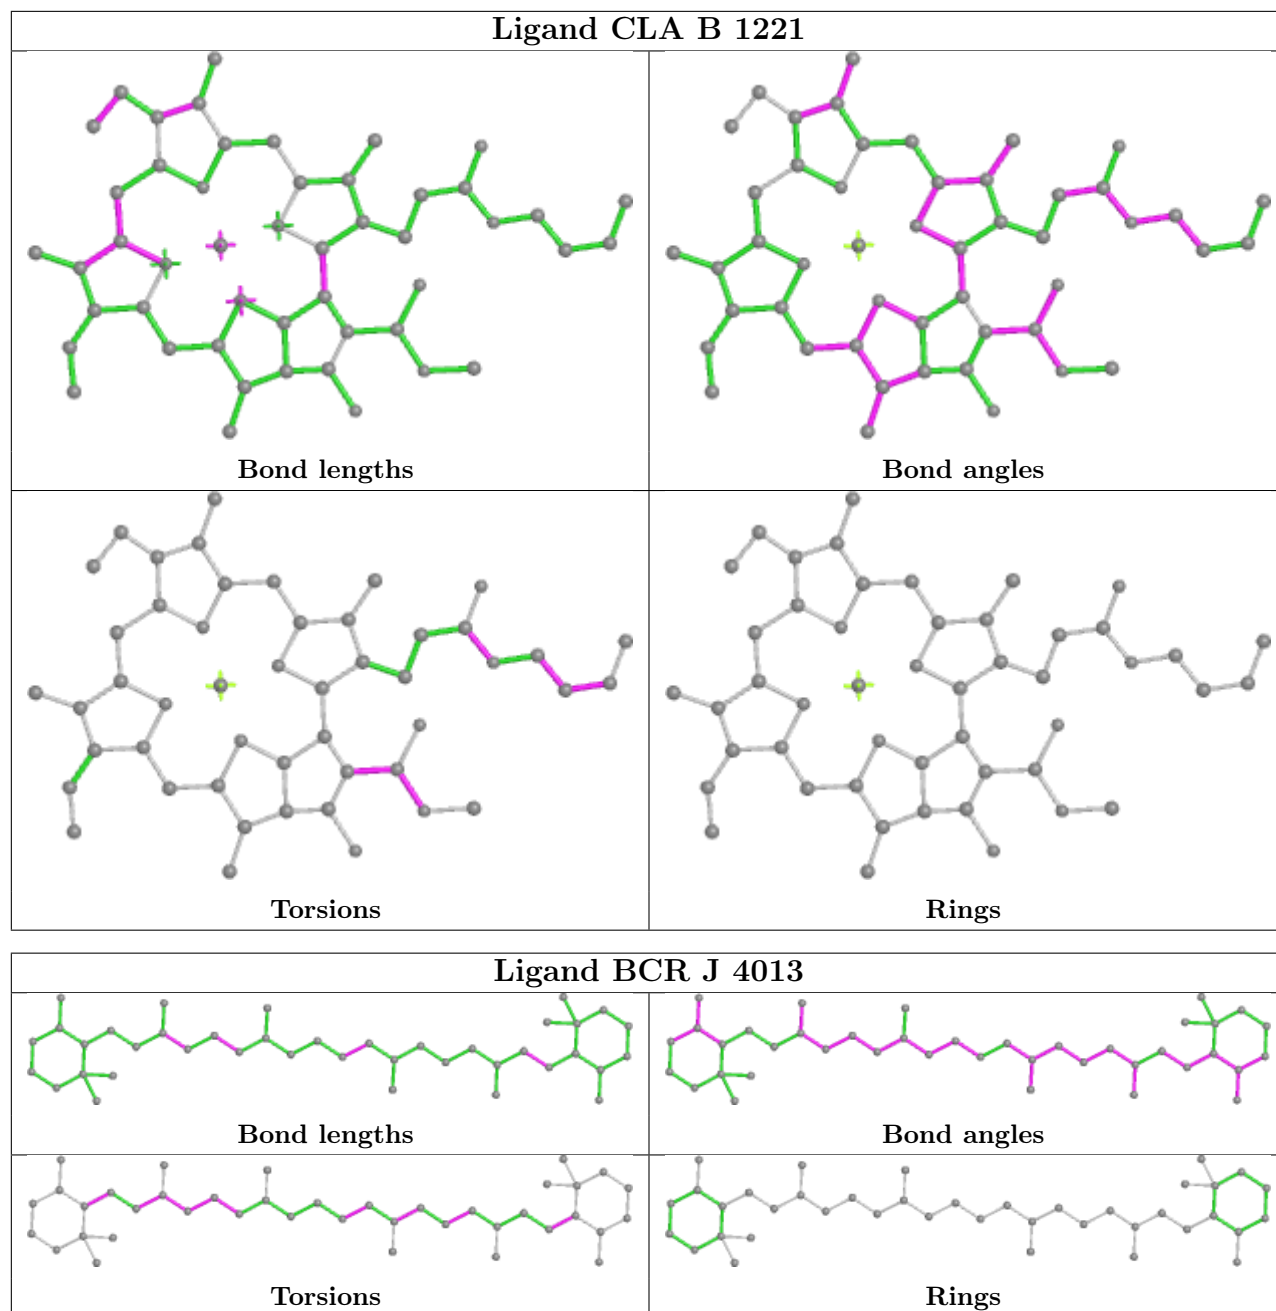 Ligand CLA B 1221
Bond lengths
Bond angles
Torsions
Rings
Ligand BCR J 4013
Bond lengths
Bond angles
Torsions
Rings